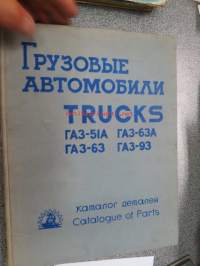 ГРУЗОВЫЕ
АВТОМОБИЛИ
TRUCKS
ГАЗ-51А ГАЗ-63А
ГАЗ-63 ГАЗ-93
Каталог деталей
Catalogue of Parts